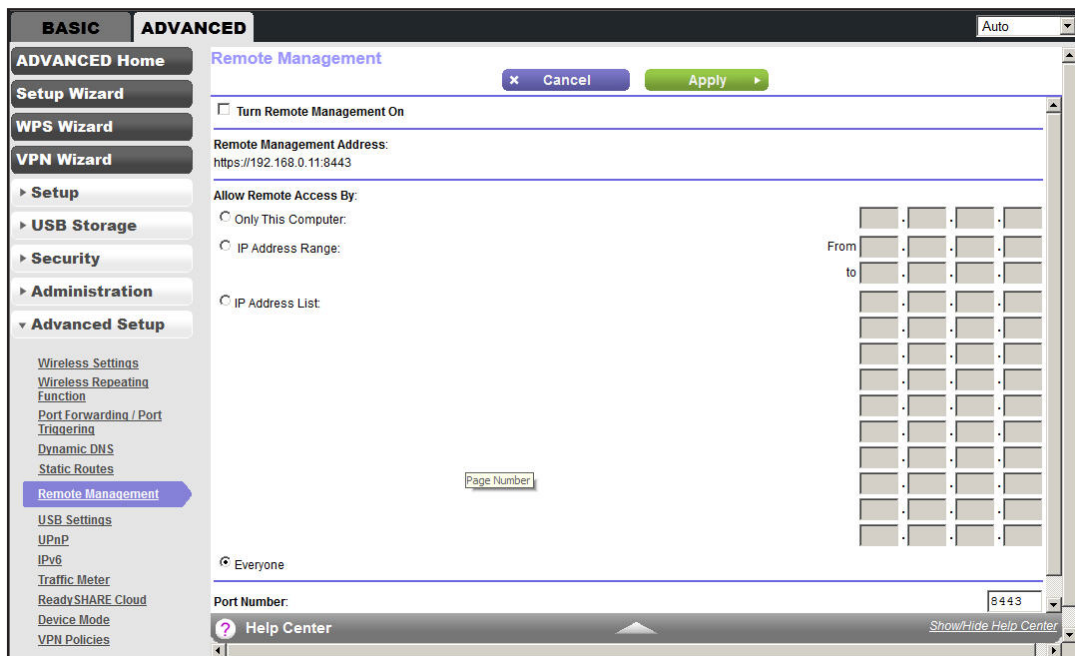 BASIC
ADVANCED
Auto
ADVANCED Home
Setup Wizard
WPS Wizard
VPN Wizard
Setup
USB Storage
Security
Administration
Advanced Setup
Wireless Settings
Wireless Repeating
Function
Port Forwarding / Port
Triggering
Dynamic DNS
Static Routes
Remote Management
USB Settings
UPnP
IPv6
Traffic Meter
ReadySHARE Cloud
Device Mode
VPN Policies
Remote Management
× Cancel
Apply
Turn Remote Management On
Remote Management Address:
https://192.168.0.11:8443
Allow Remote Access By:
Only This Computer:
. . .
IP Address Range:
From . . .
to . . .
IP Address List:
. . .
. . .
. . .
. . .
. . .
. . .
. . .
. . .
. . .
. . .
Page Number
Everyone
Port Number:
8443
? Help Center
Show/Hide Help Center